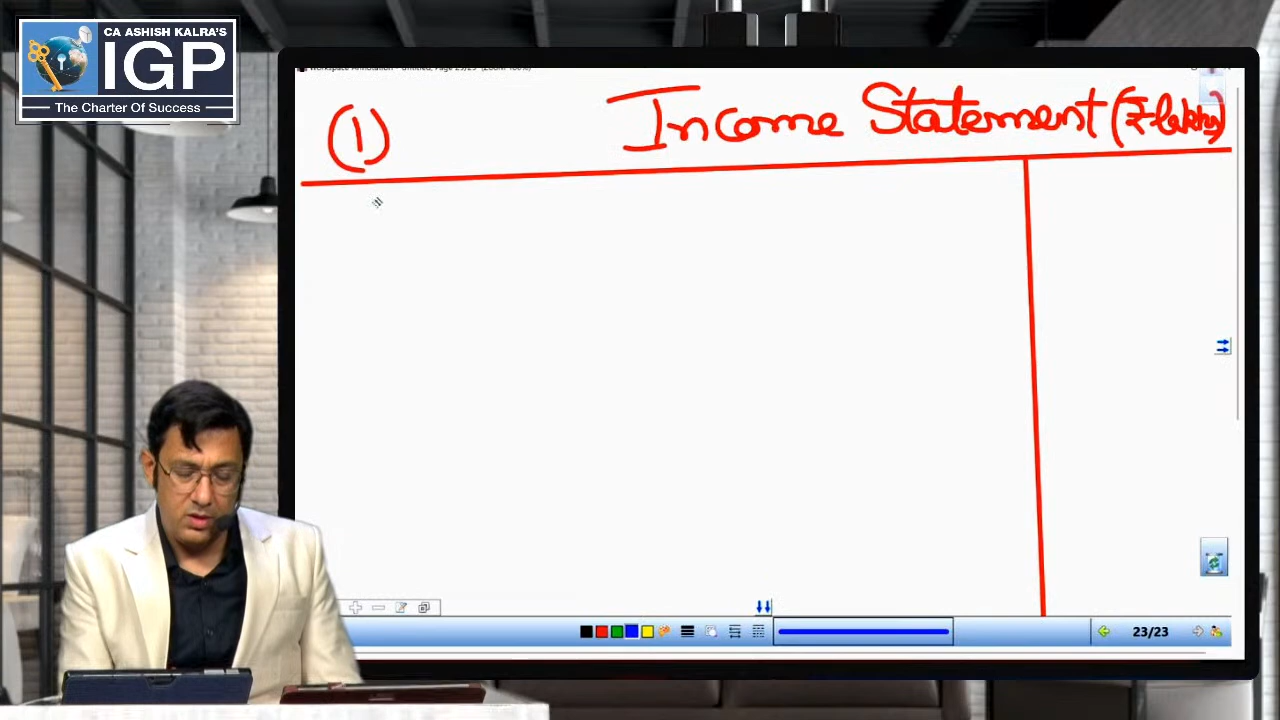 CA ASHISH KALRA'S
IGP
The Charter Of Success
(1) Income Statement (₹ lakhs)
23/23